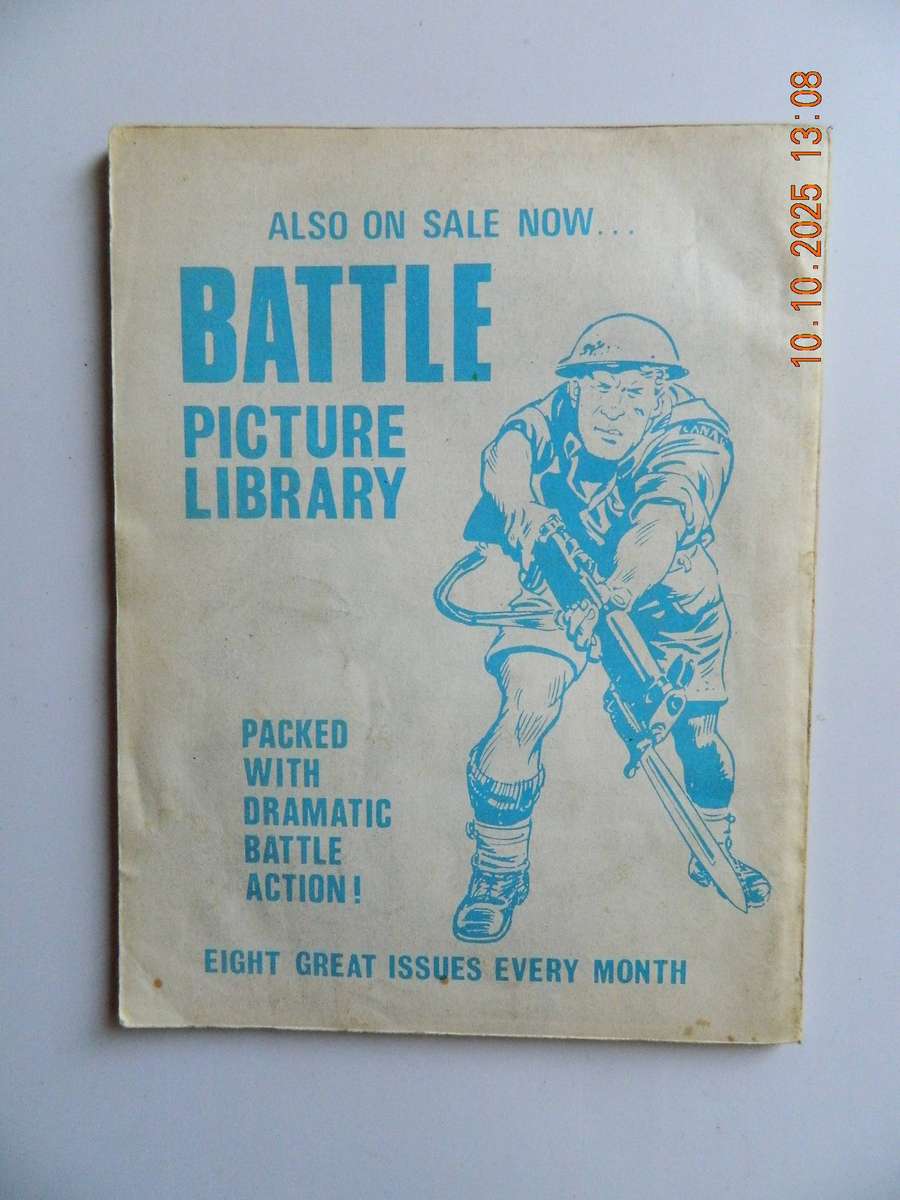 ALSO ON SALE NOW...
BATTLE
PICTURE
LIBRARY
CANAD
PACKED
WITH
DRAMATIC
BATTLE
ACTION!
EIGHT GREAT ISSUES EVERY MONTH
10.10.2025 13:08